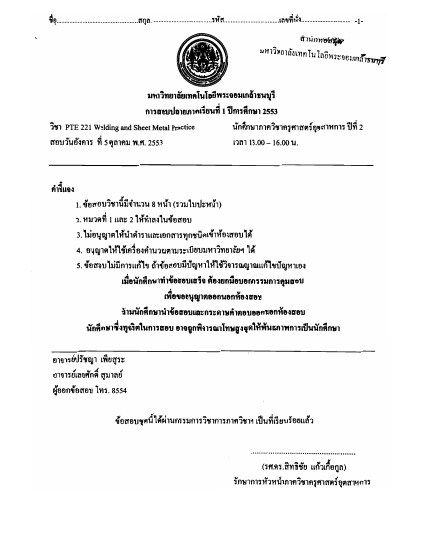 ชื่อ...............................สกุล...........................รหัส.......................เลขที่นั่ง.................... -1-
สำนักหอสมุด
มหาวิทยาลัยเทคโนโลยีพระจอมเกล้าธนบุรี
มหาวิทยาลัยเทคโนโลยีพระจอมเกล้าธนบุรี
การสอบปลายภาคเรียนที่ 1 ปีการศึกษา 2553
วิชา PTE 221 Welding and Sheet Metal Practice นักศึกษาภาควิชาครุศาสตร์อุตสาหการ ปีที่ 2
สอบวันอังคาร ที่ 5 ตุลาคม พ.ศ. 2553 เวลา 13.00 – 16.00 น.
คำชี้แจง
1. ข้อสอบวิชานี้มีจำนวน 8 หน้า (รวมใบปะหน้า)
2. หมวดที่ 1 และ 2 ให้ทำลงในข้อสอบ
3. ไม่อนุญาตให้นำตำราและเอกสารทุกชนิดเข้าห้องสอบได้
4. อนุญาตให้ใช้เครื่องคำนวณตามระเบียบมหาวิทยาลัยฯ ได้
5. ข้อสอบไม่มีการแก้ไข ถ้าข้อสอบมีปัญหาให้ใช้วิจารณญาณแก้ไขปัญหาเอง
เมื่อนักศึกษาทำข้อสอบเสร็จ ต้องยกมือบอกกรรมการคุมสอบ
เพื่อขออนุญาตออกนอกห้องสอบ
ห้ามนักศึกษานำข้อสอบและกระดาษคำตอบออกนอกห้องสอบ
นักศึกษาซึ่งทุจริตในการสอบ อาจถูกพิจารณาโทษสูงสุดให้พ้นสภาพการเป็นนักศึกษา
อาจารย์ปรัชญา เพียสุระ
อาจารย์เลอศักดิ์ สุมาลย์
ผู้ออกข้อสอบ โทร. 8554
ข้อสอบชุดนี้ได้ผ่านกรรมการวิชาการภาควิชาฯ เป็นที่เรียบร้อยแล้ว
.......................................
(รศ.ดร.สิทธิชัย แก้วเกื้อกูล)
รักษาการหัวหน้าภาควิชาครุศาสตร์อุตสาหการ